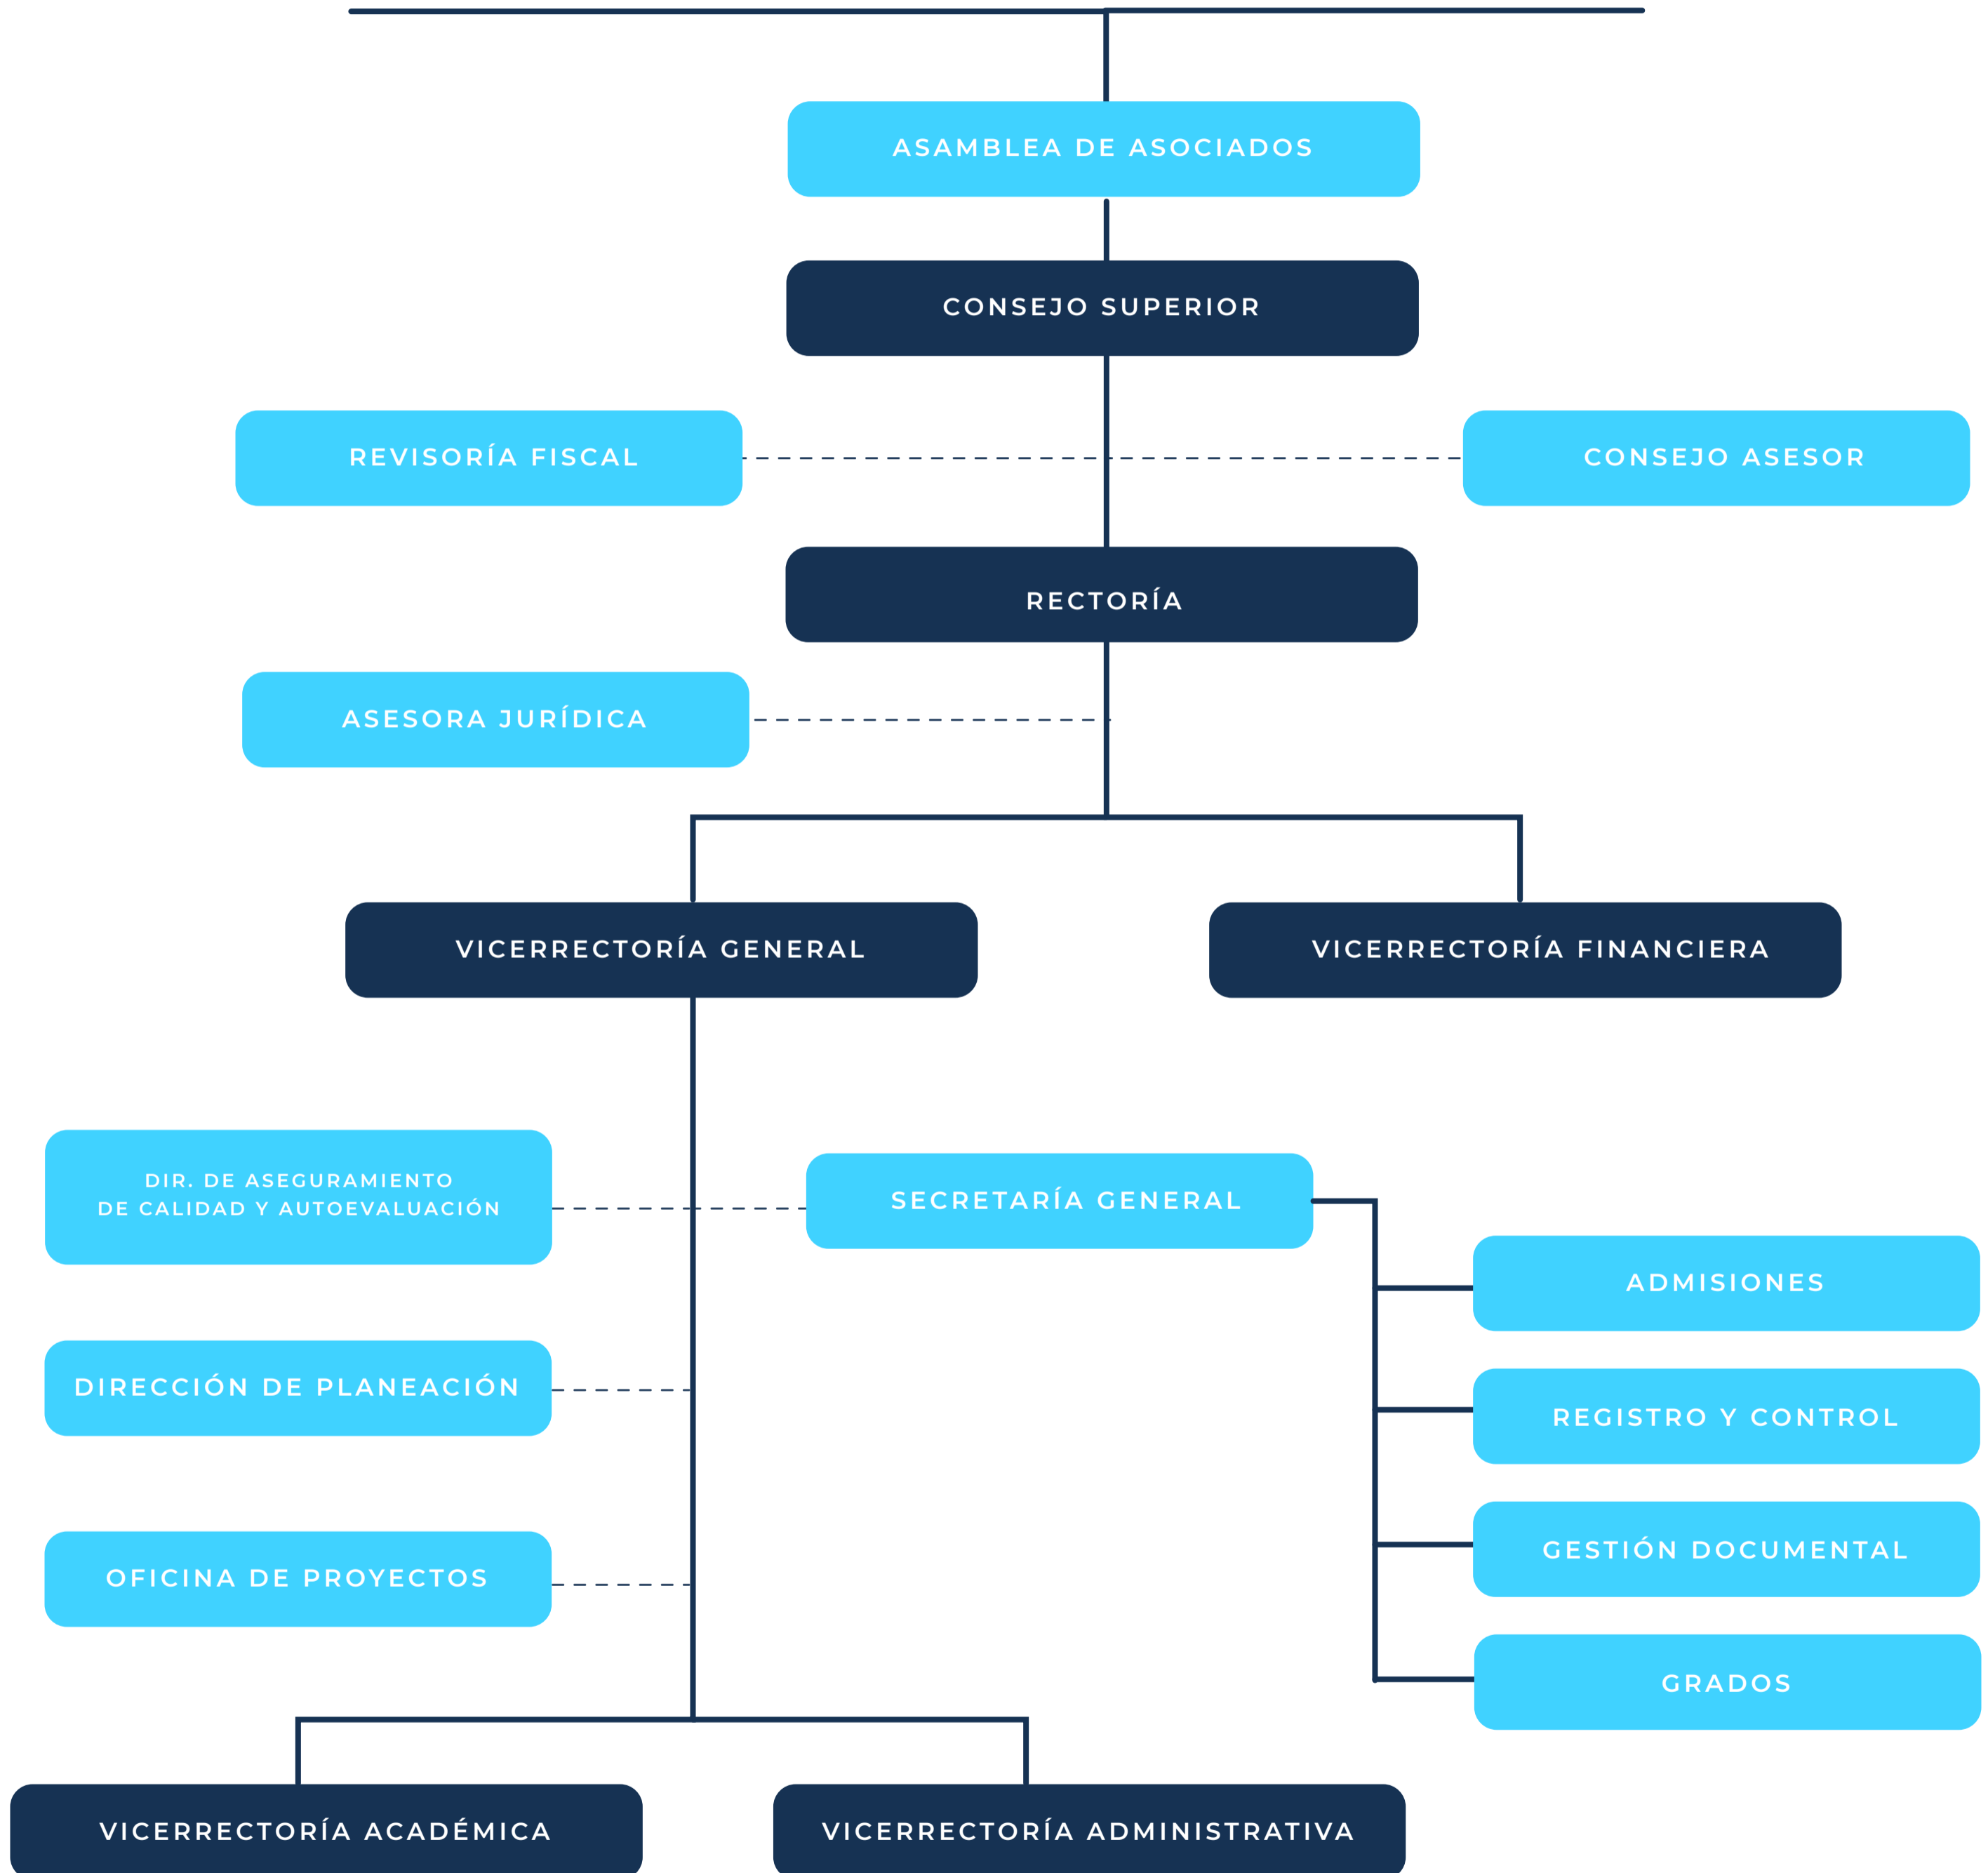 ASAMBLEA DE ASOCIADOS
CONSEJO SUPERIOR
REVISORÍA FISCAL
CONSEJO ASESOR
RECTORÍA
ASESORA JURÍDICA
VICERRECTORÍA GENERAL
VICERRECTORÍA FINANCIERA
DIR. DE ASEGURAMIENTO
DE CALIDAD Y AUTOEVALUACIÓN
SECRETARÍA GENERAL
ADMISIONES
DIRECCIÓN DE PLANEACIÓN
REGISTRO Y CONTROL
GESTIÓN DOCUMENTAL
OFICINA DE PROYECTOS
GRADOS
VICERRECTORÍA ACADÉMICA
VICERRECTORÍA ADMINISTRATIVA